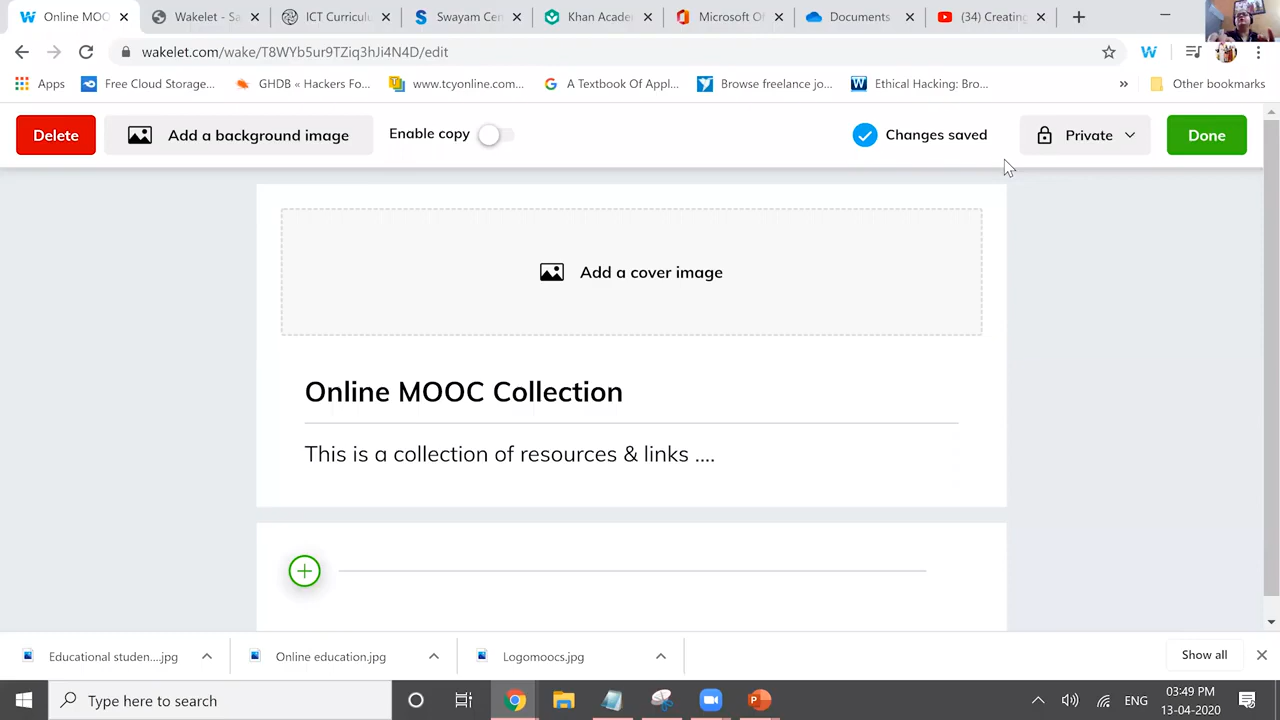 Online MOO
Wakelet - Sa
ICT Curriculu
Swayam Cen
Khan Acade
Microsoft Of
Documents
(34) Creating
wakelet.com/wake/T8WYb5ur9TZiq3hJi4N4D/edit
Apps
Free Cloud Storage...
GHDB « Hackers Fo...
www.tcyonline.com...
A Textbook Of Appl...
Browse freelance jo...
Ethical Hacking: Bro...
»
Other bookmarks
Delete
Add a background image
Enable copy
Changes saved
Private
Done
Add a cover image
Online MOOC Collection
This is a collection of resources & links ....
Educational studen....jpg
Online education.jpg
Logomoocs.jpg
Show all
Type here to search
ENG
03:49 PM
13-04-2020